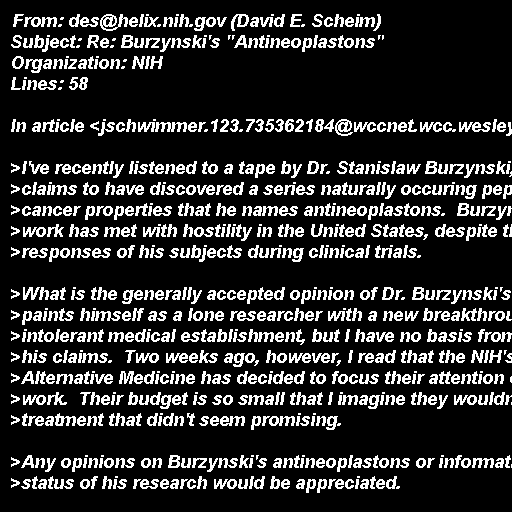 From: des@helix.nih.gov (David E. Scheim)
Subject: Re: Burzynski's "Antineoplastons"
Organization: NIH
Lines: 58

In article <jschwimmer.123.735362184@wccnet.wcc.wesley

>I've recently listened to a tape by Dr. Stanislaw Burzynski,
>claims to have discovered a series naturally occuring pep
>cancer properties that he names antineoplastons.  Burzyn
>work has met with hostility in the United States, despite th
>responses of his subjects during clinical trials.

>What is the generally accepted opinion of Dr. Burzynski's
>paints himself as a lone researcher with a new breakthrou
>intolerant medical establishment, but I have no basis from
>his claims.  Two weeks ago, however, I read that the NIH's
>Alternative Medicine has decided to focus their attention
>work.  Their budget is so small that I imagine they wouldn
>treatment that didn't seem promising.

>Any opinions on Burzynski's antineoplastons or informati
>status of his research would be appreciated.